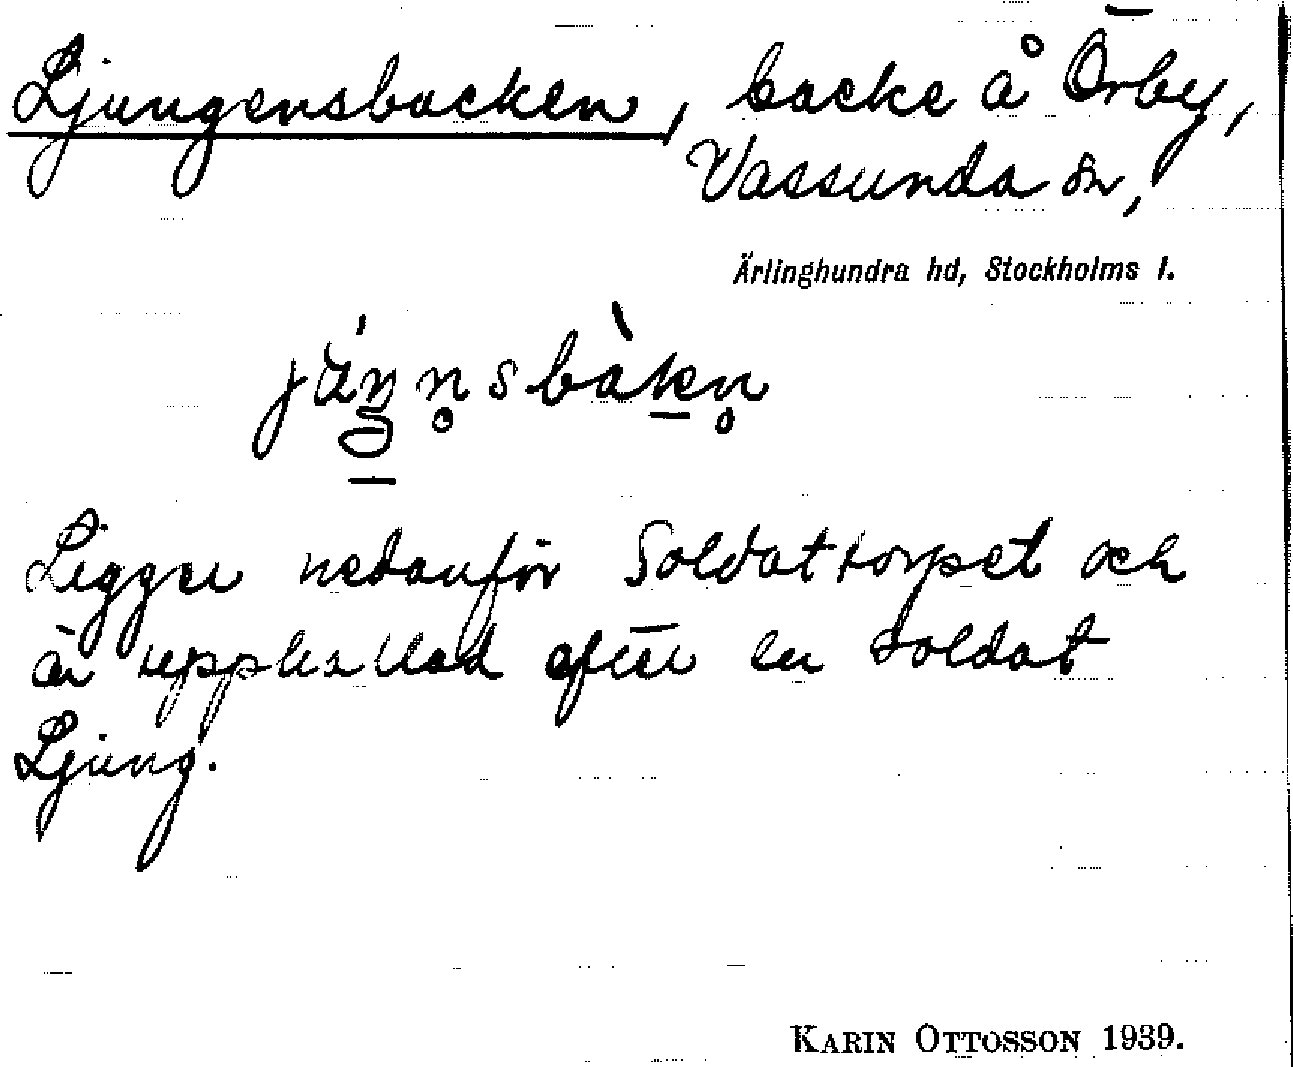 Ljungensbacken, backe å Örby,
Vassunda sn,
Ärlinghundra hd, Stockholms l.
Ligger nedanför Soldattorpet och
är uppkallad efter en soldat
Ljung.
KARIN OTTOSSON 1939.